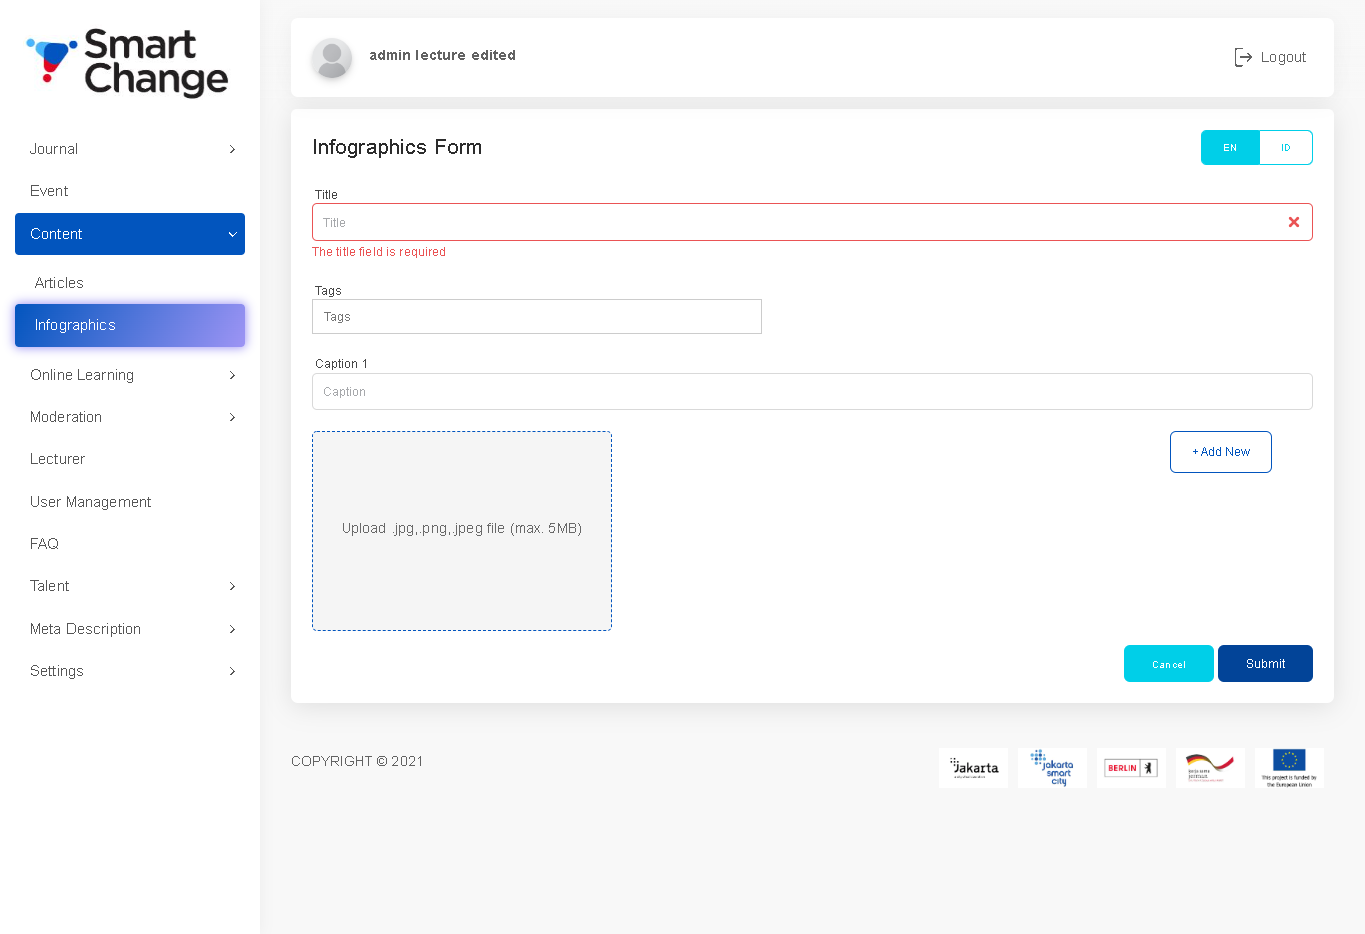 Smart
Change
admin lecture edited
Logout
Journal
Event
Content
Articles
Infographics
Online Learning
Moderation
Lecturer
User Management
FAQ
Talent
Meta Description
Settings
Infographics Form
EN
ID
Title
Title
The title field is required
Tags
Tags
Caption 1
Caption
Upload .jpg,.png,.jpeg file (max. 5MB)
+ Add New
Cancel
Submit
COPYRIGHT © 2021
jakarta
jakarta
smart
city
BERLIN
This project is funded by
the European Union